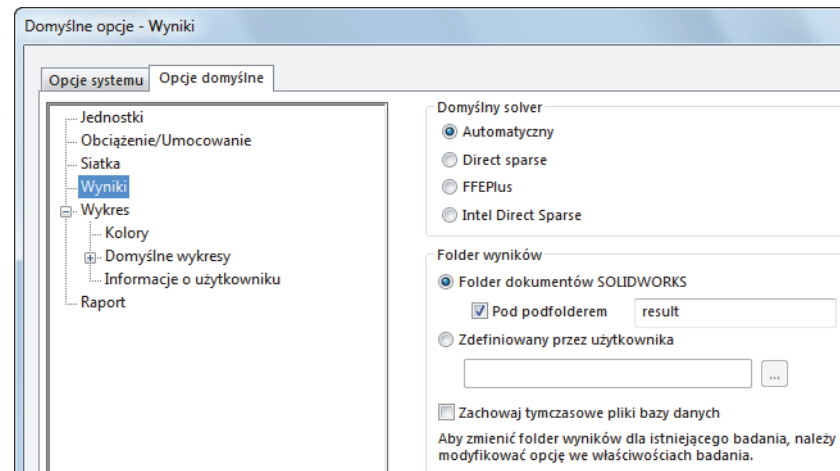 Domyślne opcje - Wyniki
Opcje systemu
Opcje domyślne
Jednostki
Obciążenie/Umocowanie
Siatka
Wyniki
Wykres
Kolory
Domyślne wykresy
Informacje o użytkowniku
Raport
Domyślny solver
Automatyczny
Direct sparse
FFEPlus
Intel Direct Sparse
Folder wyników
Folder dokumentów SOLIDWORKS
Pod podfolderem
result
Zdefiniowany przez użytkownika
...
Zachowaj tymczasowe pliki bazy danych
Aby zmienić folder wyników dla istniejącego badania, należy
modyfikować opcję we właściwościach badania.